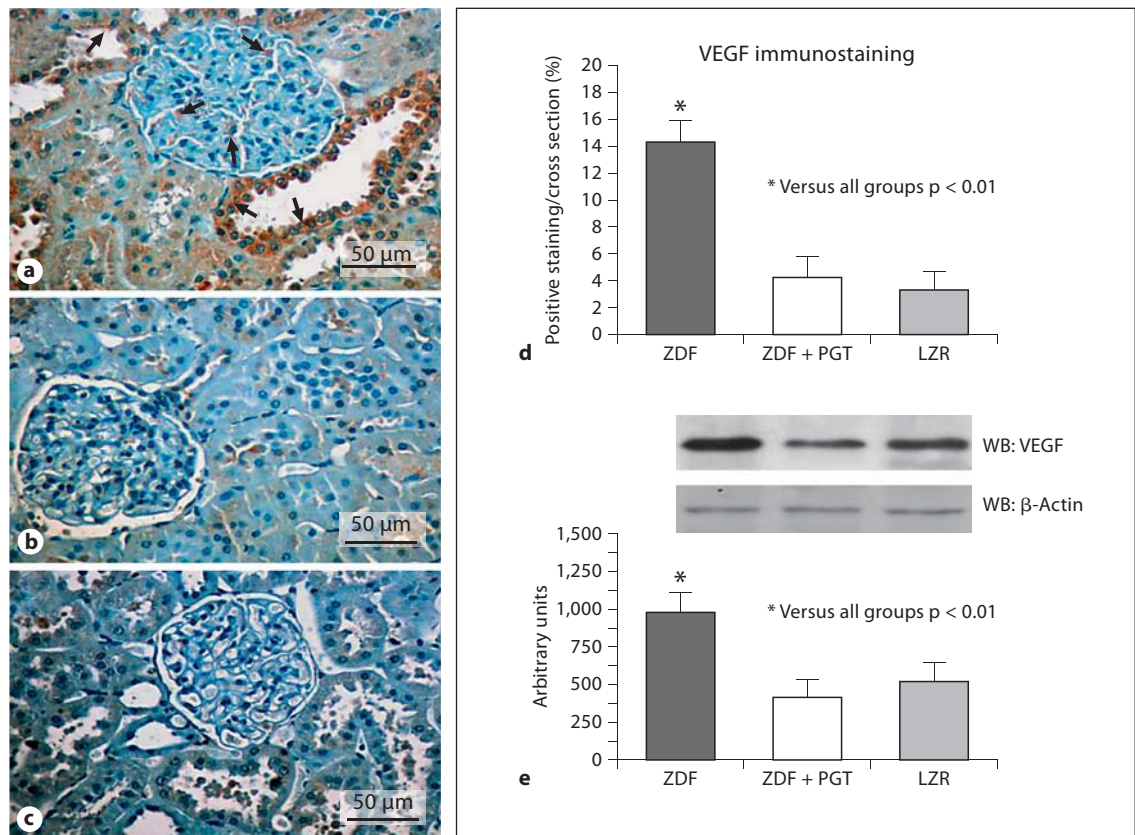 a
50 µm
b
50 µm
c
50 µm
VEGF immunostaining
Positive staining/cross section (%)
20
18
16
14
12
10
8
6
4
2
0
*
* Versus all groups p < 0.01
d
ZDF
ZDF + PGT
LZR
WB: VEGF
WB: β-Actin
Arbitrary units
1,500
1,250
1,000
750
500
250
0
*
* Versus all groups p < 0.01
e
ZDF
ZDF + PGT
LZR